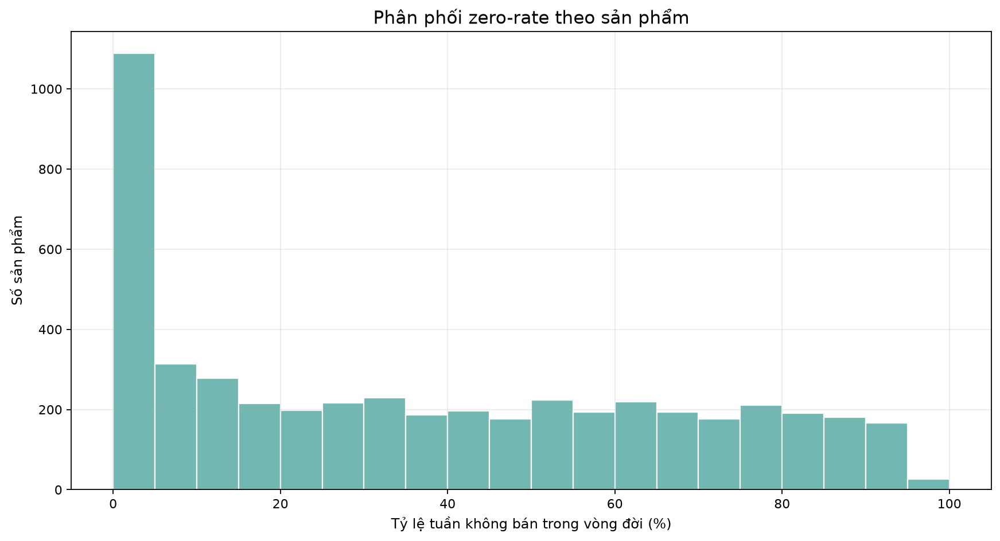 Phân phối zero-rate theo sản phẩm
1000
800
600
400
200
0
Số sản phẩm
0 20 40 60 80 100
Tỷ lệ tuần không bán trong vòng đời (%)